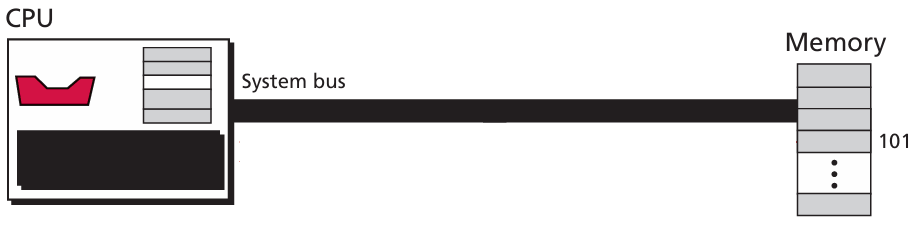 CPU
Memory
System bus
101